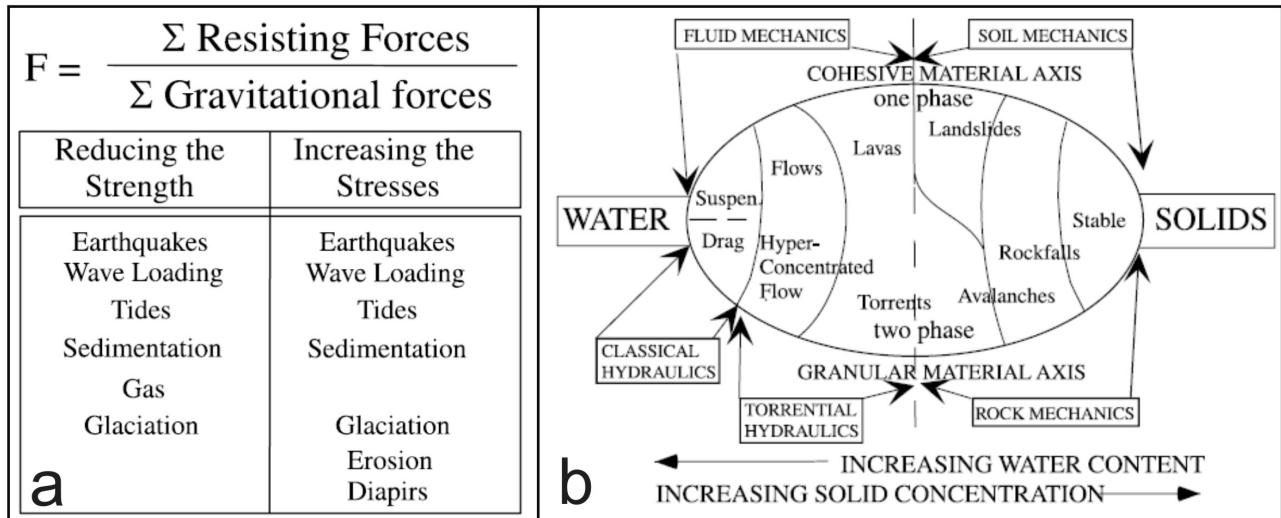 F =
Σ Resisting Forces
Σ Gravitational forces
Reducing the
Strength
Increasing the
Stresses
Earthquakes
Wave Loading
Tides
Sedimentation
Gas
Glaciation
Earthquakes
Wave Loading
Tides
Sedimentation
Glaciation
Erosion
Diapirs
a
FLUID MECHANICS
SOIL MECHANICS
COHESIVE MATERIAL AXIS
one phase
Landslides
Lavas
Flows
Suspen.
WATER
Drag
Hyper-
Concentrated
Flow
Stable
SOLIDS
Rockfalls
Torrents
Avalanches
two phase
CLASSICAL
HYDRAULICS
GRANULAR MATERIAL AXIS
TORRENTIAL
HYDRAULICS
ROCK MECHANICS
INCREASING WATER CONTENT
INCREASING SOLID CONCENTRATION
b